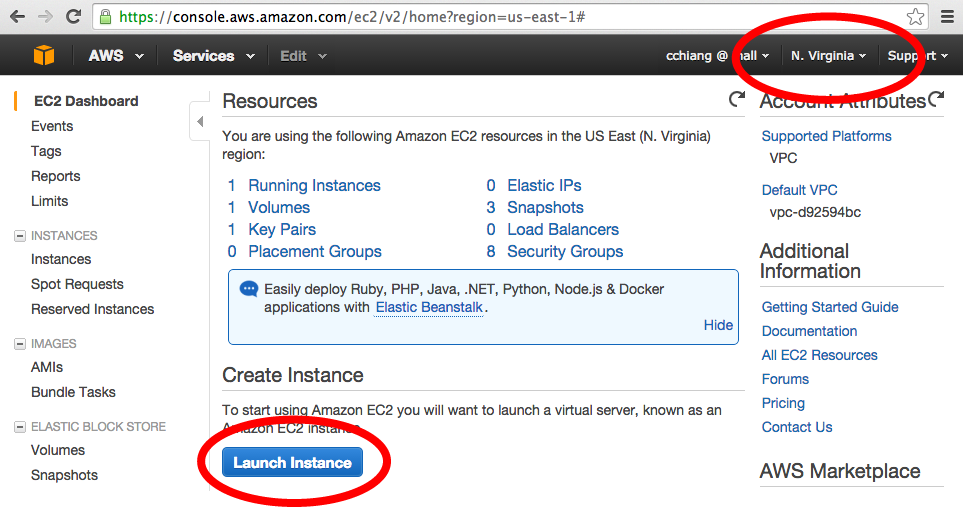 https://console.aws.amazon.com/ec2/v2/home?region=us-east-1#
AWS Services Edit cchiang @ N. Virginia Support
EC2 Dashboard
Events
Tags
Reports
Limits
INSTANCES
Instances
Spot Requests
Reserved Instances
IMAGES
AMIs
Bundle Tasks
ELASTIC BLOCK STORE
Volumes
Snapshots
Resources
You are using the following Amazon EC2 resources in the US East (N. Virginia)
region:
1 Running Instances 0 Elastic IPs
1 Volumes 3 Snapshots
1 Key Pairs 0 Load Balancers
0 Placement Groups 8 Security Groups
Easily deploy Ruby, PHP, Java, .NET, Python, Node.js & Docker
applications with Elastic Beanstalk.
Hide
Create Instance
To start using Amazon EC2 you will want to launch a virtual server, known as an
Amazon EC2 instance.
Launch Instance
Account Attributes
Supported Platforms
VPC
Default VPC
vpc-d92594bc
Additional
Information
Getting Started Guide
Documentation
All EC2 Resources
Forums
Pricing
Contact Us
AWS Marketplace